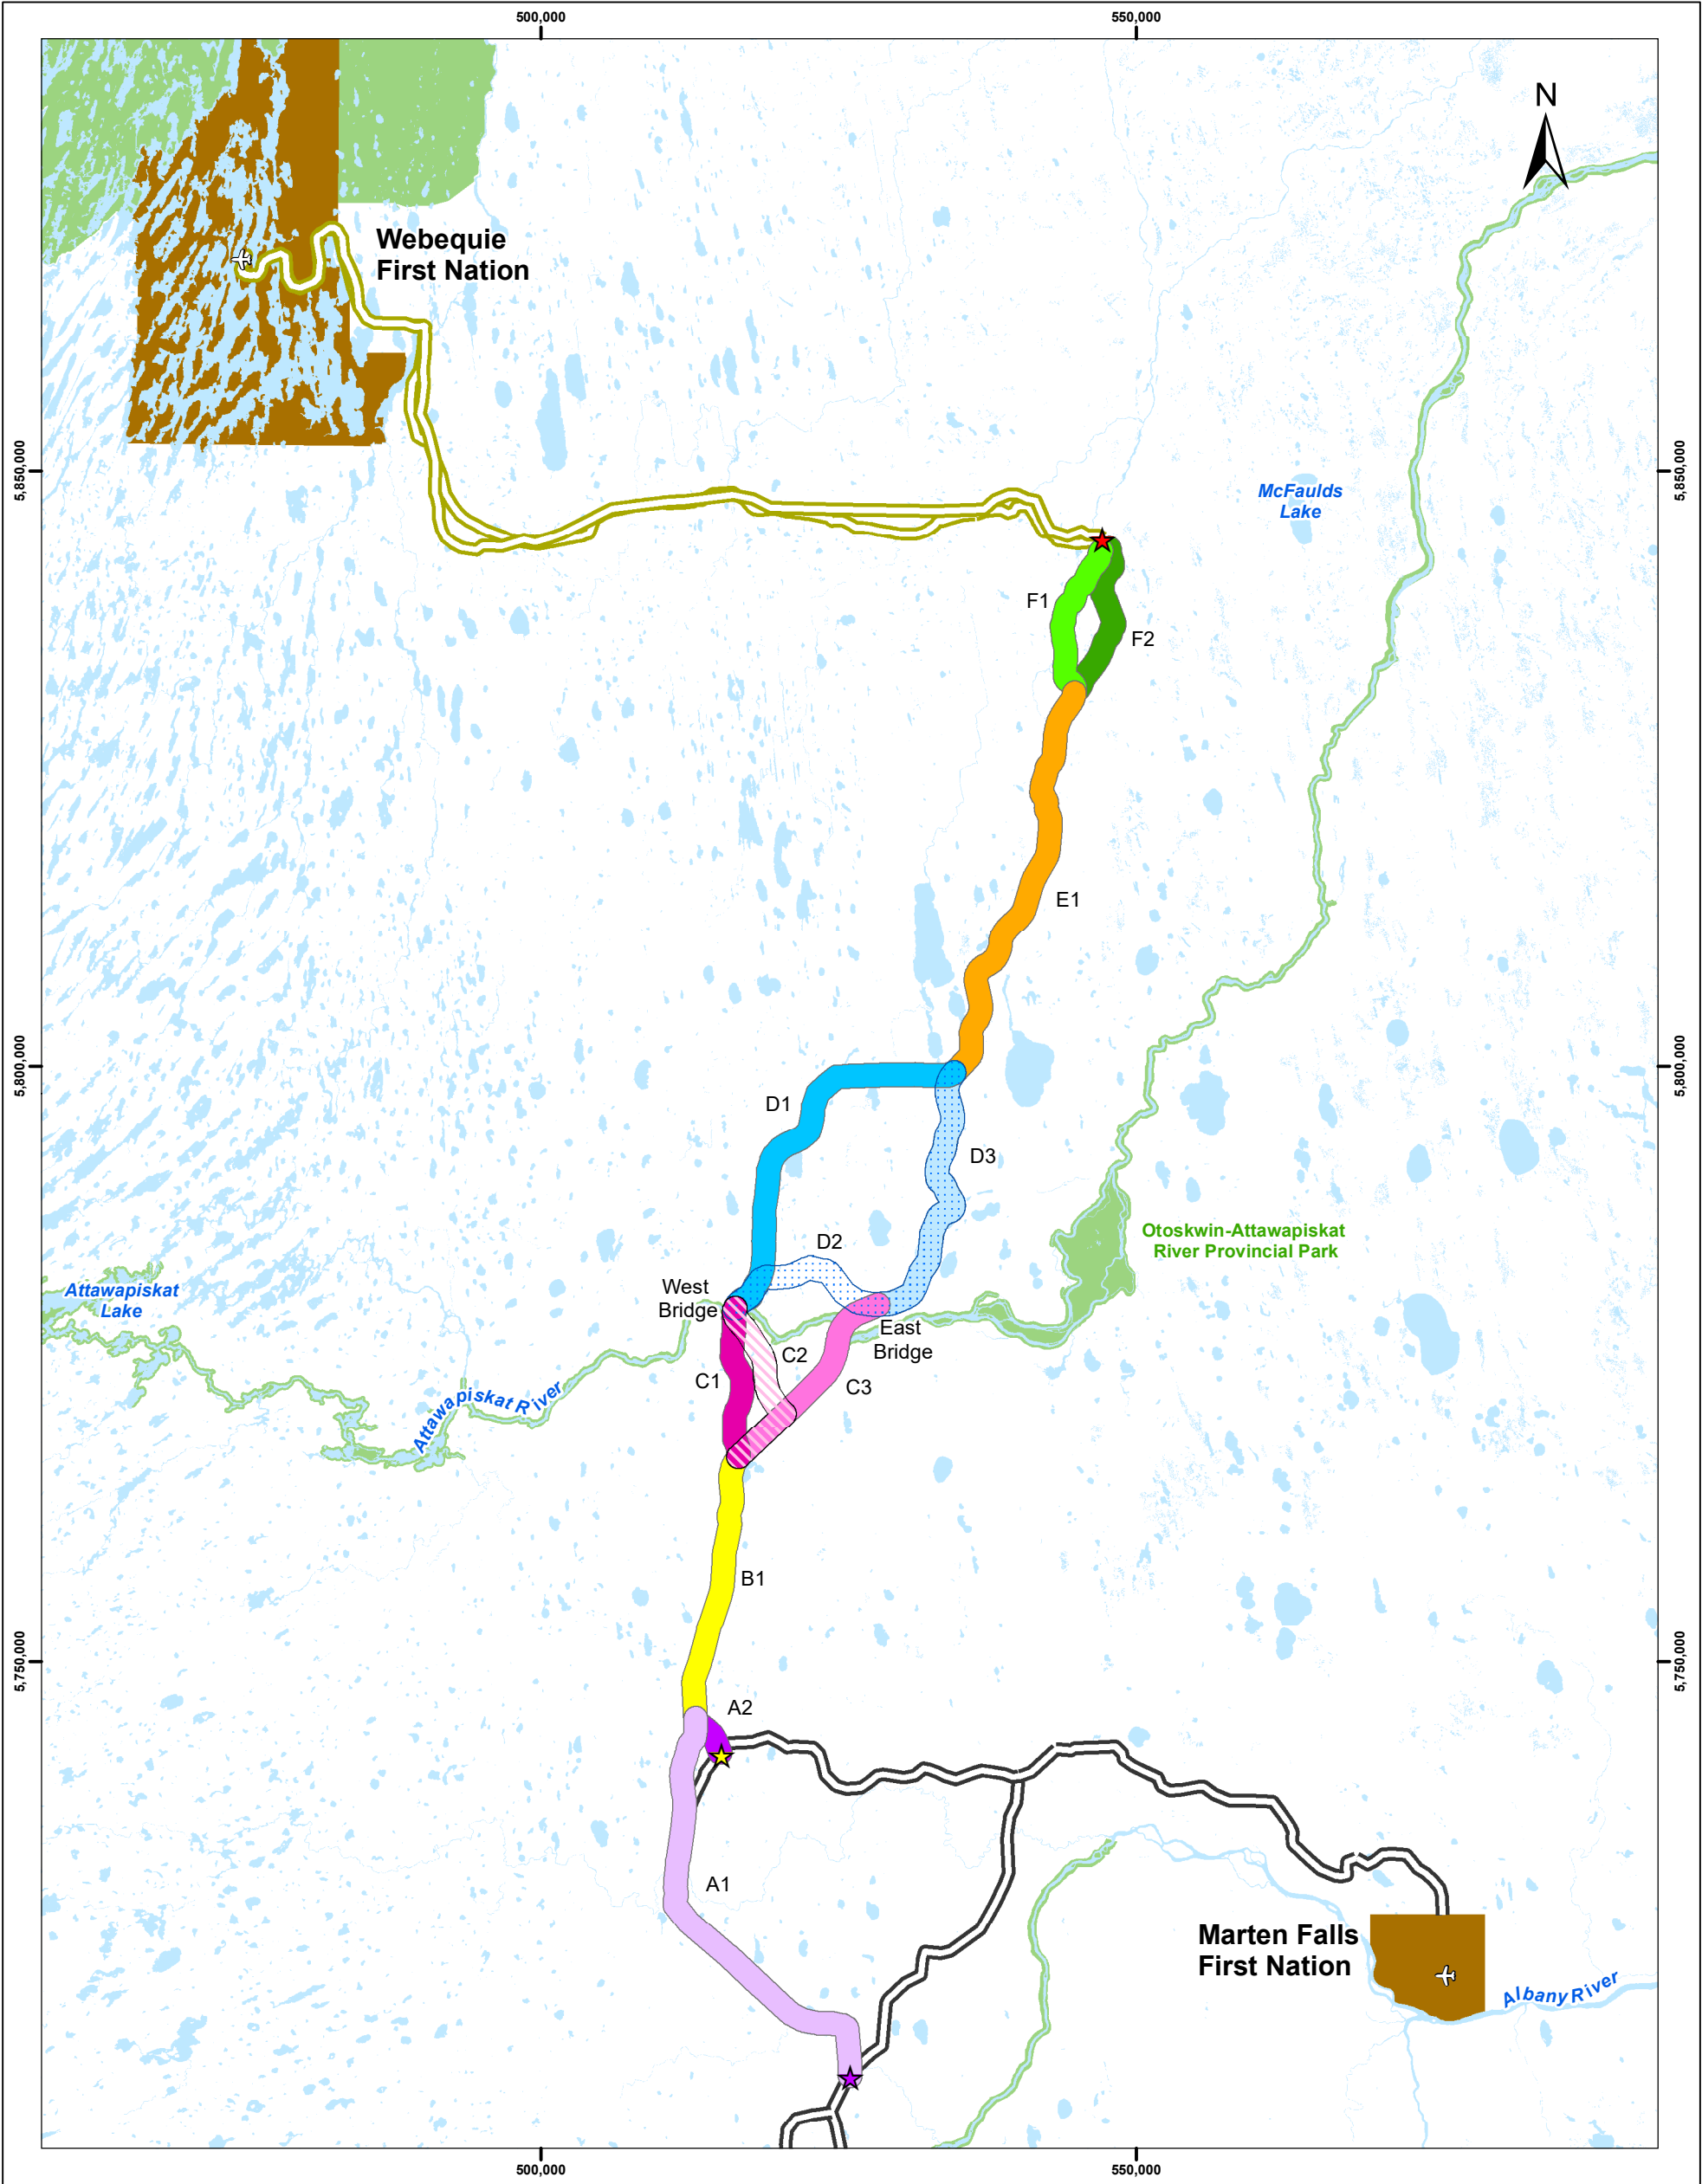 500,000
550,000
N
Webequie
First Nation
5,850,000
5,850,000
McFaulds
Lake
F1
F2
E1
5,800,000
5,800,000
D1
D3
D2
Otoskwin-Attawapiskat
River Provincial Park
Attawapiskat
Lake
West
Bridge
East
Bridge
C2
C1
C3
Attawapiskat River
B1
5,750,000
5,750,000
A2
A1
Marten Falls
First Nation
Albany River
500,000
550,000